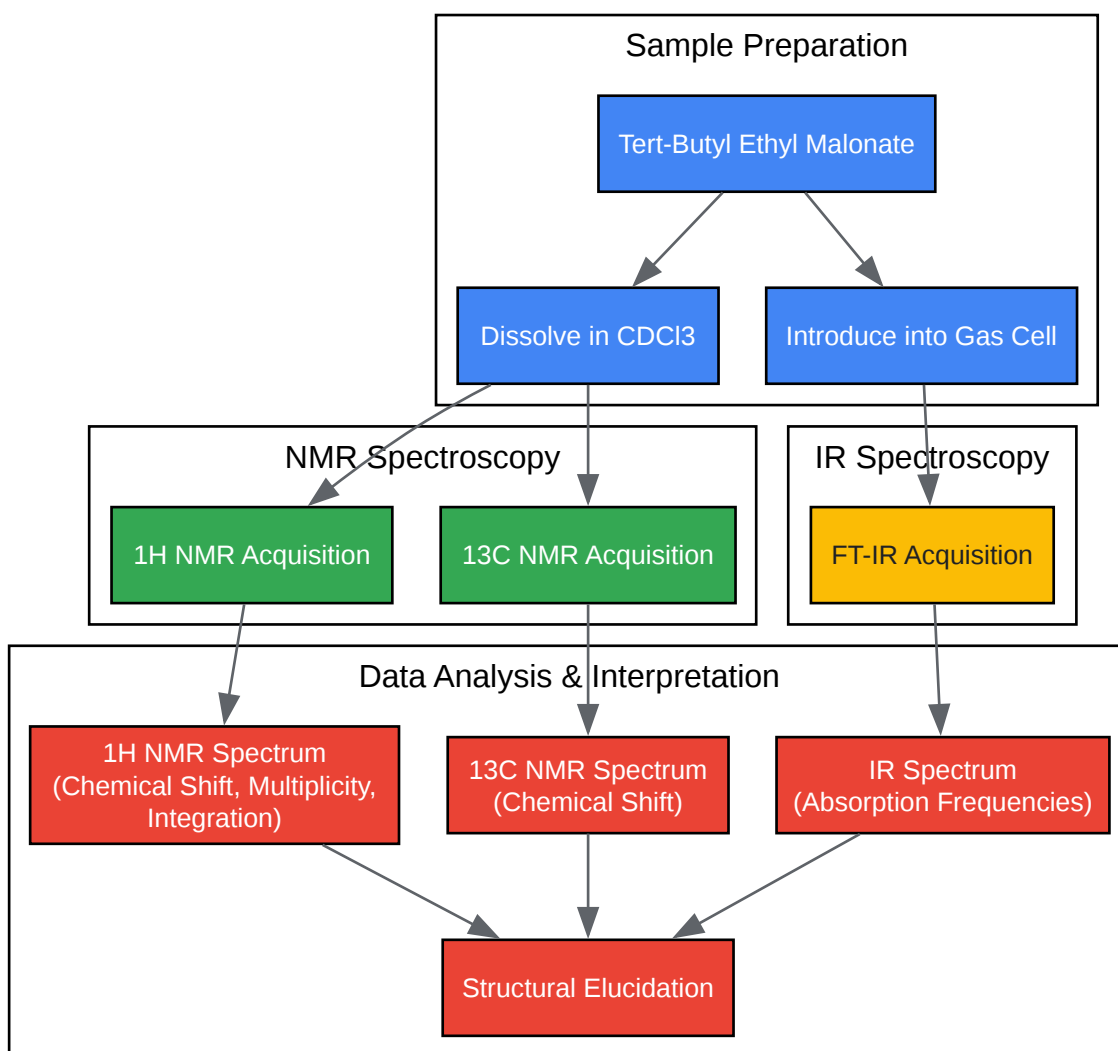 Sample Preparation
Tert-Butyl Ethyl Malonate
Dissolve in CDCl3
Introduce into Gas Cell
NMR Spectroscopy
IR Spectroscopy
1H NMR Acquisition
13C NMR Acquisition
FT-IR Acquisition
Data Analysis & Interpretation
1H NMR Spectrum
(Chemical Shift, Multiplicity,
Integration)
13C NMR Spectrum
(Chemical Shift)
IR Spectrum
(Absorption Frequencies)
Structural Elucidation